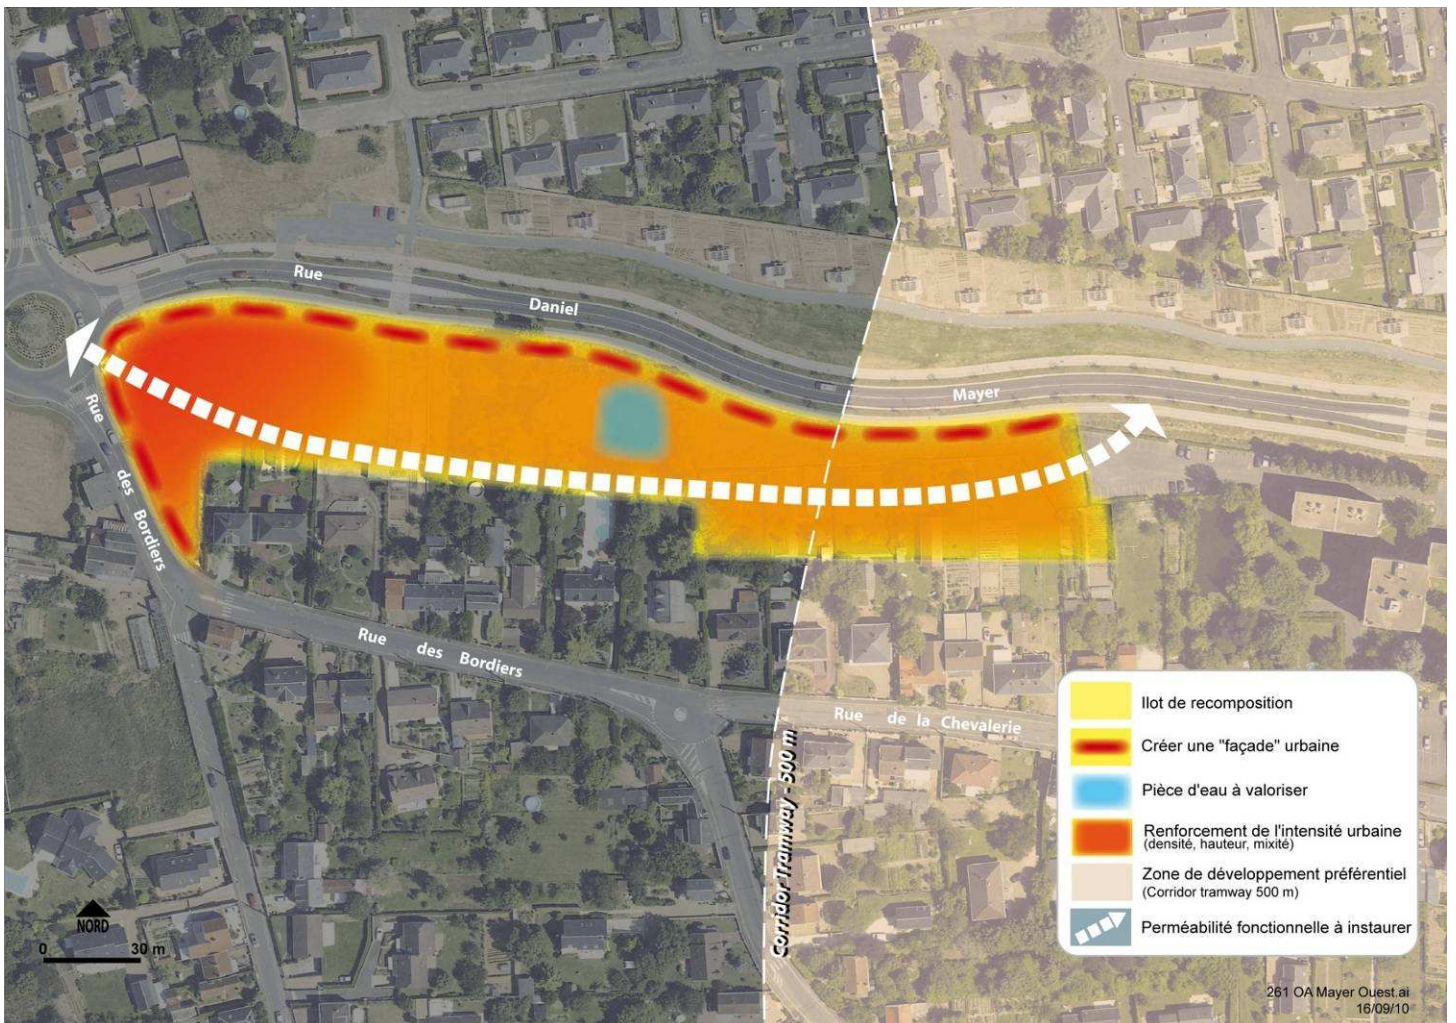 Rue
Daniel
Mayer
Rue
des
Bordiers
Rue des Bordiers
Rue de la Chevalerie
Corridor Tramway - 500 m
Ilot de recomposition
Créer une "façade" urbaine
Pièce d'eau à valoriser
Renforcement de l'intensité urbaine
(densité, hauteur, mixité)
Zone de développement préférentiel
(Corridor tramway 500 m)
Perméabilité fonctionnelle à instaurer
NORD
0 30 m
261 OA Mayer Ouest.ai
16/09/10